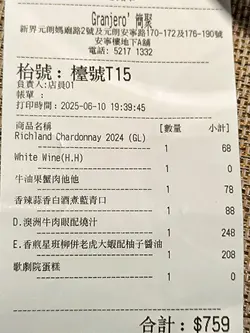 Granjero' 簡聚
新界元朗媽廟路2號及元朗安寧路170-172及176-190號
安寧樓地下A舖
電話: 5217 1332
枱號：檯號T15
負責人:店員01
帳單：
打印時間：2025-06-10 19:39:45
商品名稱 [數量 小計]
Richland Chardonnay 2024 (GL)
1 68
White Wine(H.H)
1 0
牛油果蟹肉池他
1 78
香辣蒜香白酒煮藍青口
1 88
D.澳洲牛肉眼配燒汁
1 248
E.香煎星斑柳併老虎大蝦配柚子醬油
1 208
歌劇院蛋糕
1 0
合計：$759